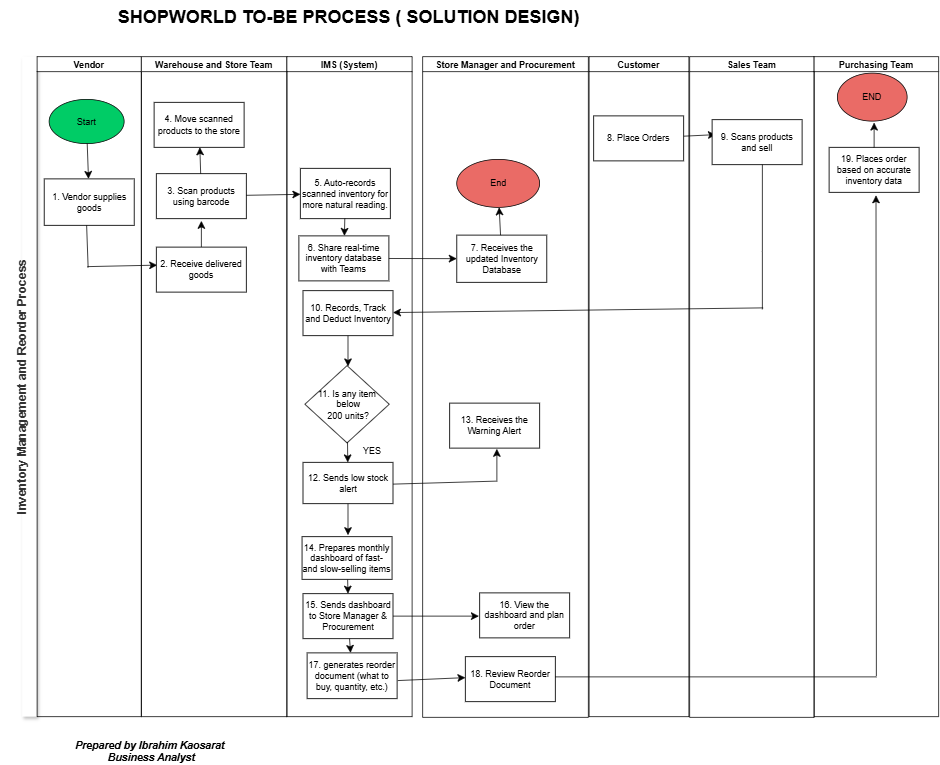 SHOPWORLD TO-BE PROCESS ( SOLUTION DESIGN)
Inventory Management and Reorder Process
Vendor
Warehouse and Store Team
IMS (System)
Store Manager and Procurement
Customer
Sales Team
Purchasing Team
Start
1. Vendor supplies
goods
2. Receive delivered
goods
3. Scan products
using barcode
4. Move scanned
products to the store
5. Auto-records
scanned inventory for
more natural reading.
6. Share real-time
inventory database
with Teams
7. Receives the
updated Inventory
Database
End
8. Place Orders
9. Scans products
and sell
10. Records, Track
and Deduct Inventory
11. Is any item
below
200 units?
YES
12. Sends low stock
alert
13. Receives the
Warning Alert
14. Prepares monthly
dashboard of fast-
and slow-selling items
15. Sends dashboard
to Store Manager &
Procurement
16. View the
dashboard and plan
order
17. generates reorder
document (what to
buy, quantity, etc.)
18. Review Reorder
Document
19. Places order
based on accurate
inventory data
END
Prepared by Ibrahim Kaosarat
Business Analyst